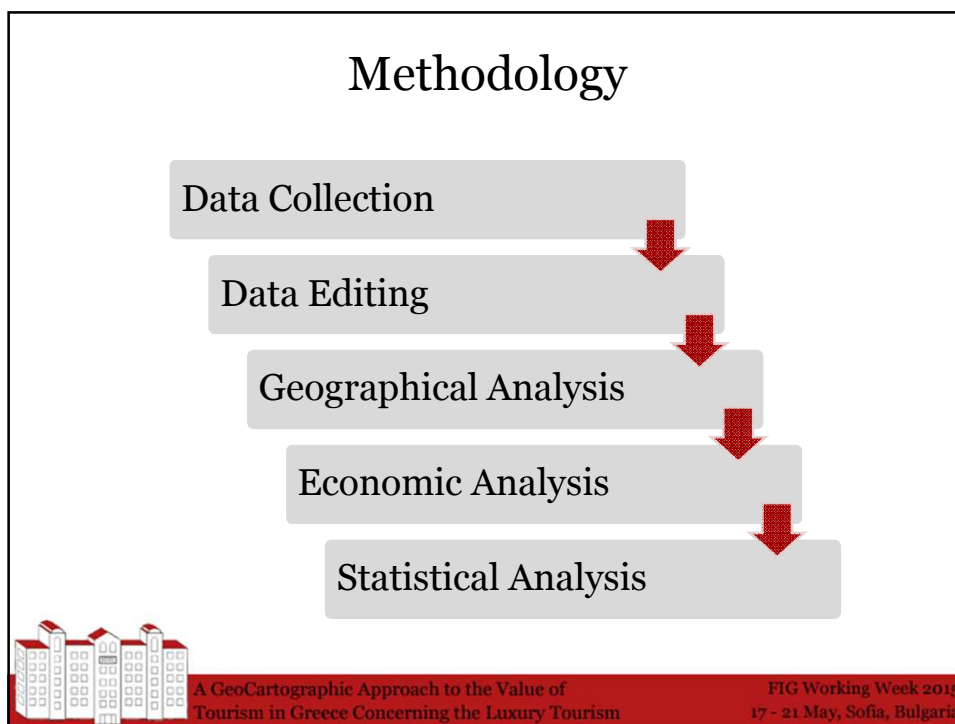 Methodology
Data Collection
Data Editing
Geographical Analysis
Economic Analysis
Statistical Analysis
A GeoCartographic Approach to the Value of
Tourism in Greece Concerning the Luxury Tourism
FIG Working Week 2015
17 - 21 May, Sofia, Bulgaria